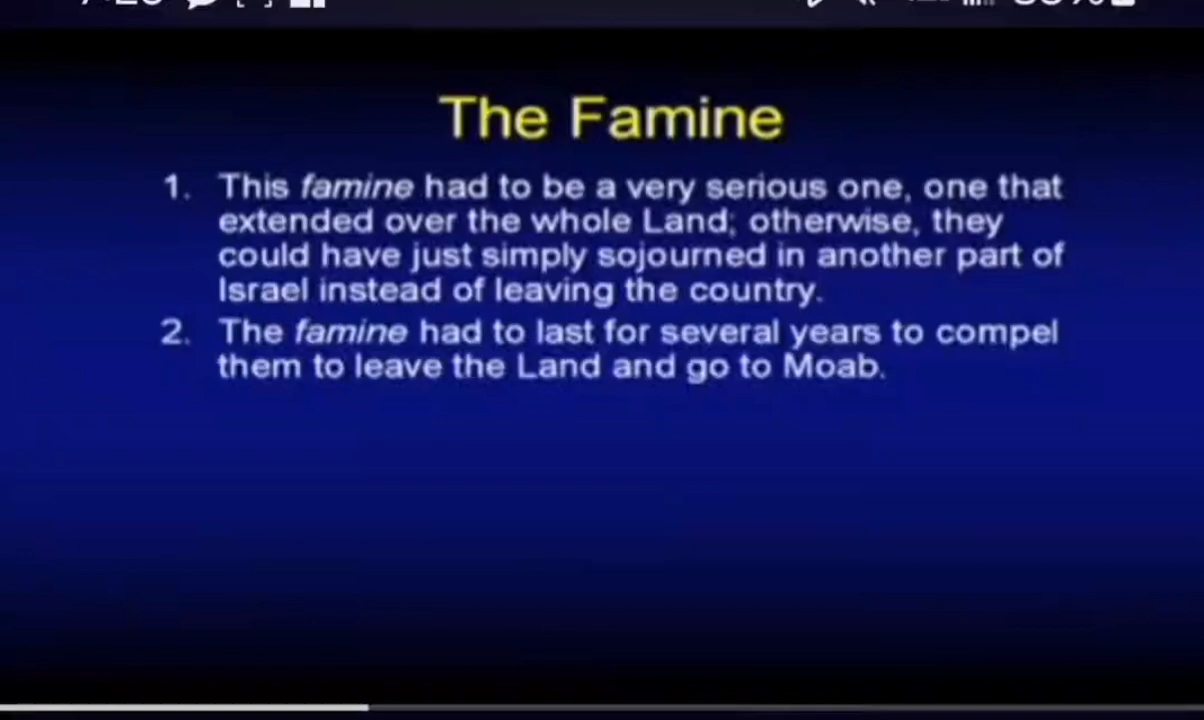 The Famine
1. This famine had to be a very serious one, one that
extended over the whole Land; otherwise, they
could have just simply sojourned in another part of
Israel instead of leaving the country.
2. The famine had to last for several years to compel
them to leave the Land and go to Moab.